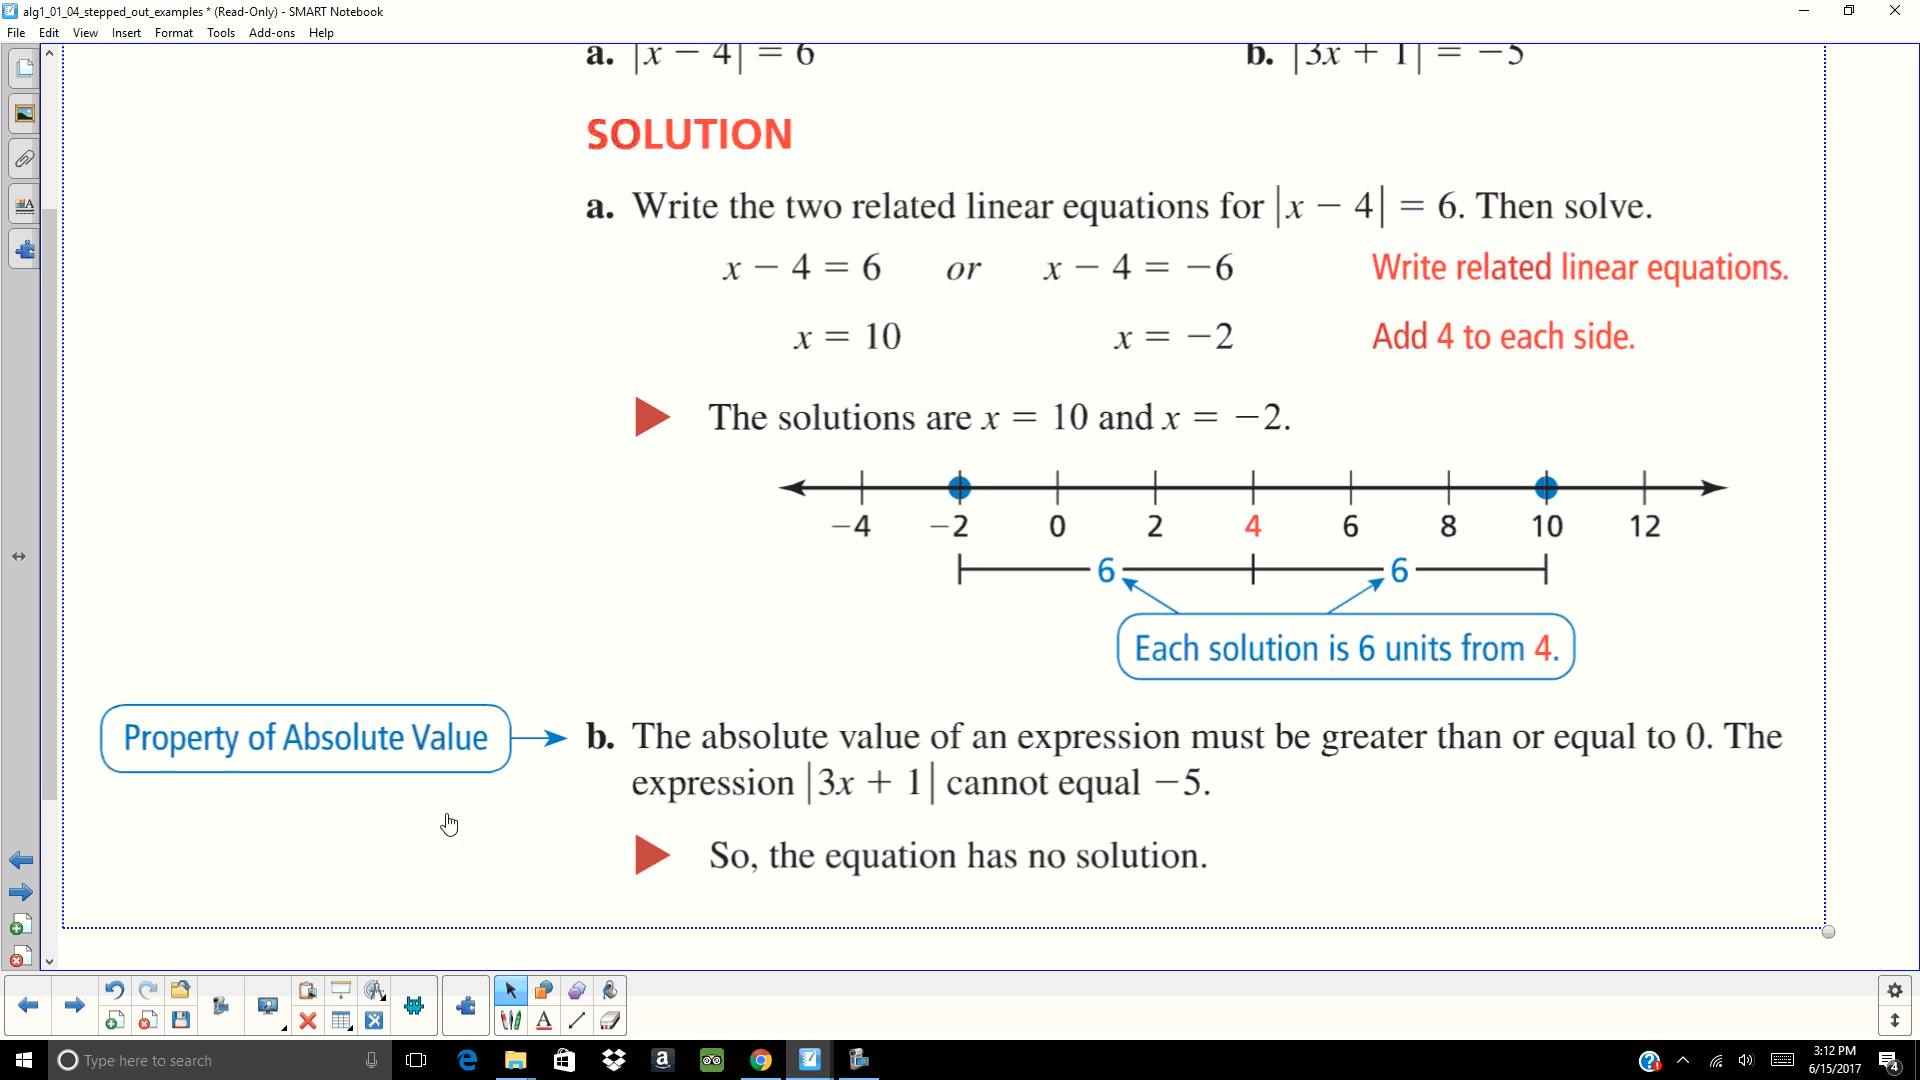 alg1_01_04_stepped_out_examples * (Read-Only) - SMART Notebook
File Edit View Insert Format Tools Add-ons Help
a. |x − 4| = 6 b. |3x + 1| = −5
SOLUTION
a. Write the two related linear equations for |x − 4| = 6. Then solve.
x − 4 = 6 or x − 4 = −6 Write related linear equations.
x = 10 x = −2 Add 4 to each side.
The solutions are x = 10 and x = −2.
−4 −2 0 2 4 6 8 10 12
6 6
Each solution is 6 units from 4.
Property of Absolute Value
b. The absolute value of an expression must be greater than or equal to 0. The
expression |3x + 1| cannot equal −5.
So, the equation has no solution.
Type here to search
3:12 PM
6/15/2017
4